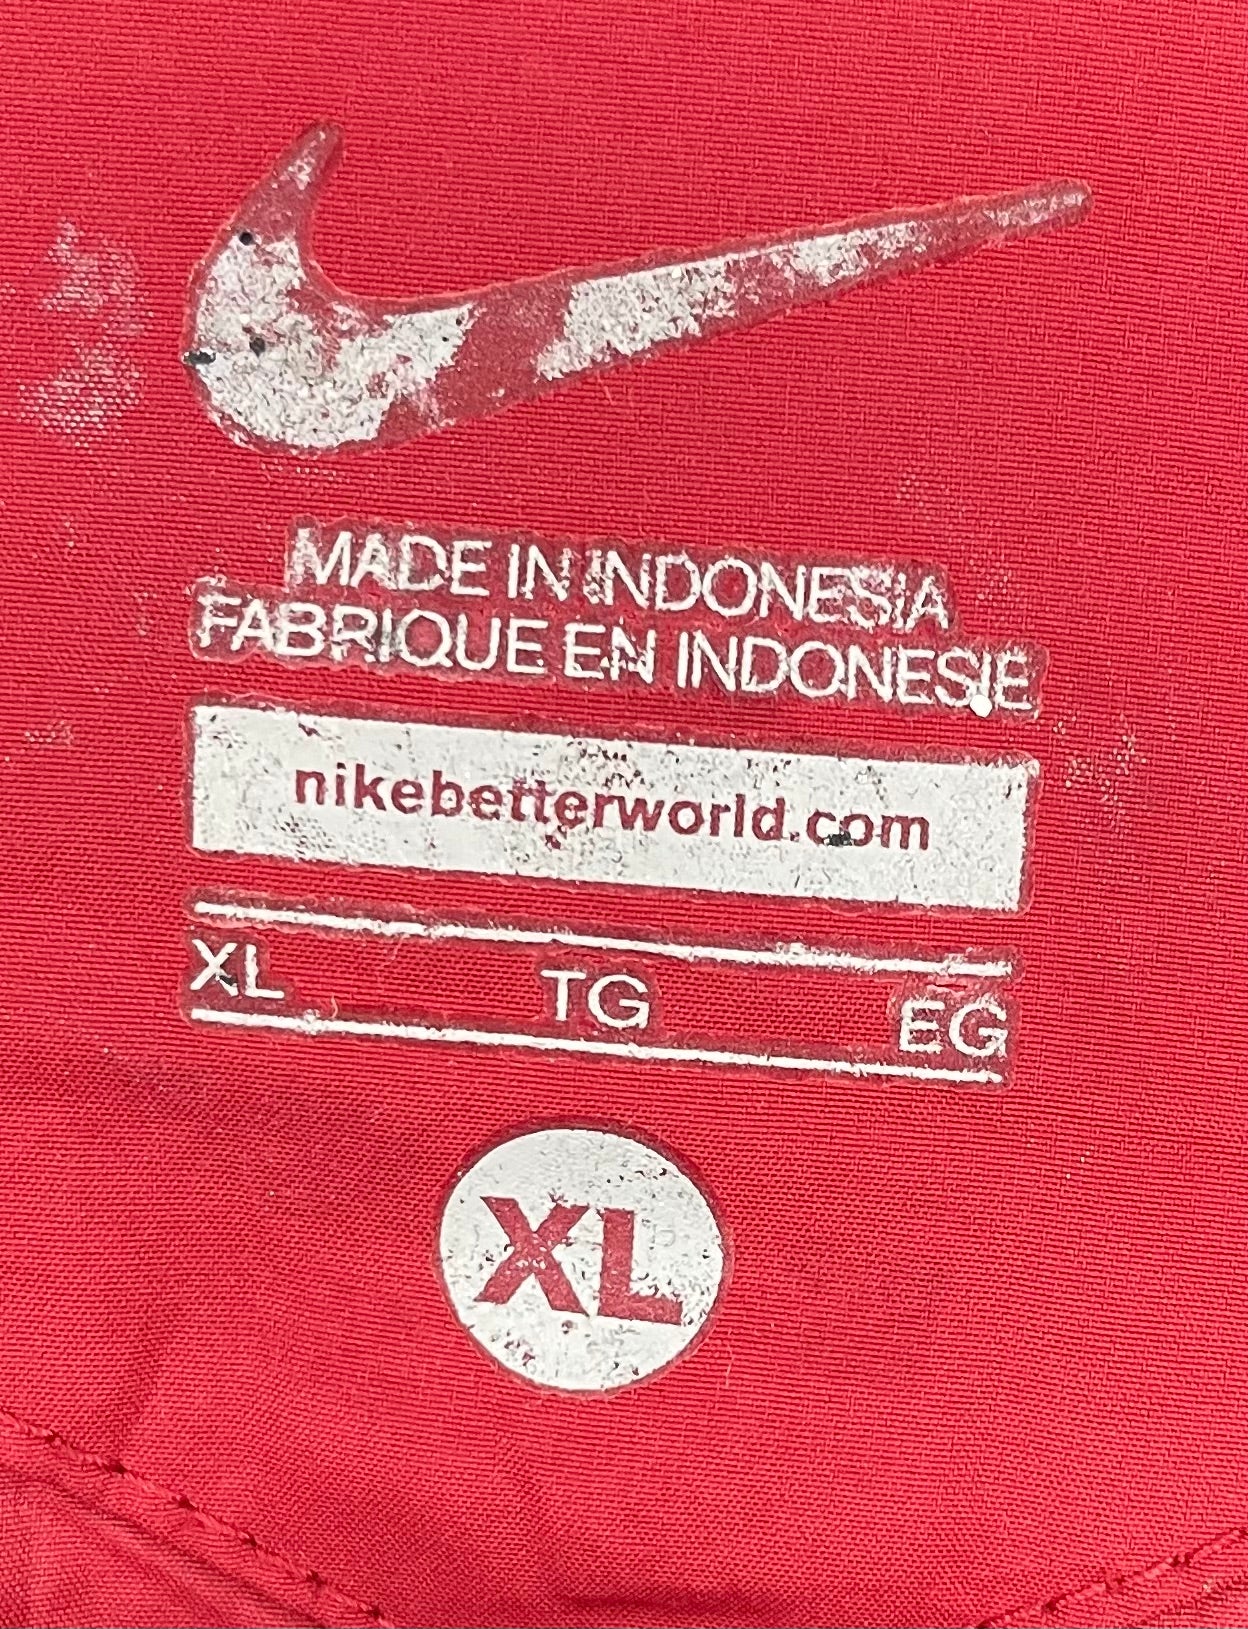 MADE IN INDONESIA
FABRIQUE EN INDONESIE
nikebetterworld.com
XL TG EG
XL